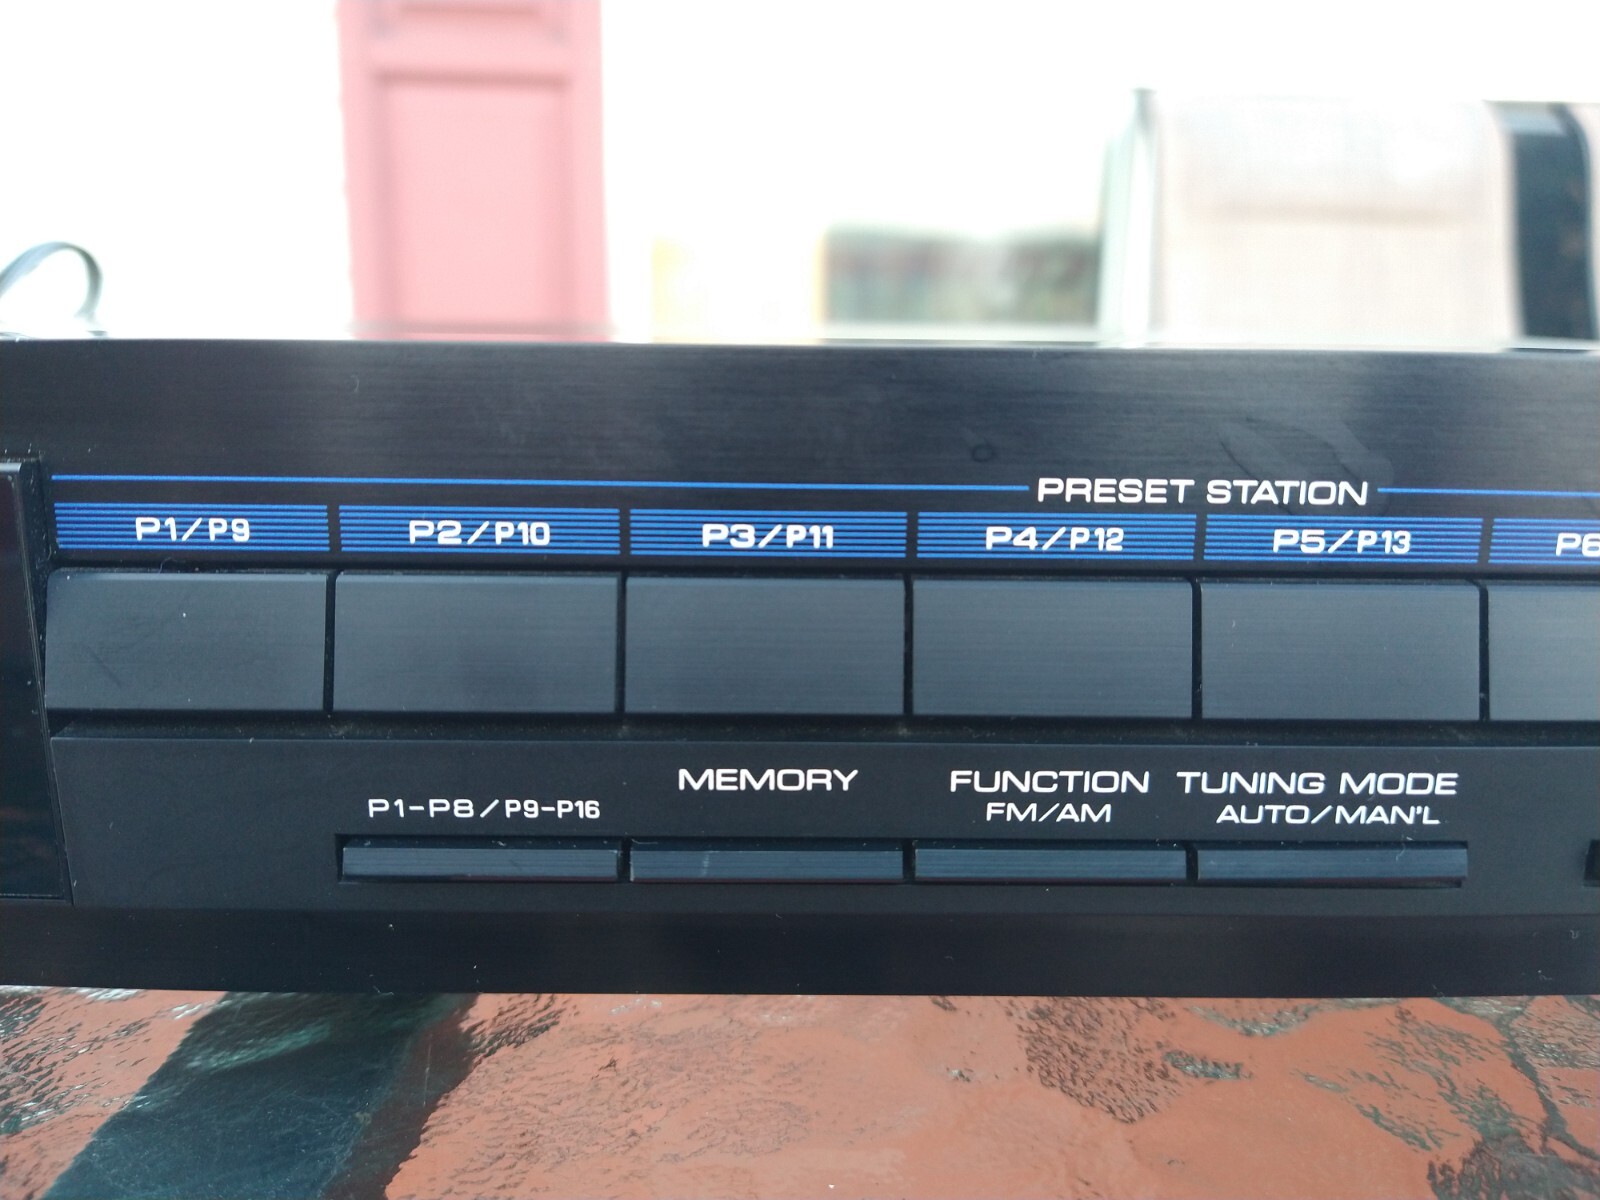 PRESET STATION
P1/P9 P2/P10 P3/P11 P4/P12 P5/P13 P6
MEMORY FUNCTION TUNING MODE
P1-P8/P9-P16 FM/AM AUTO/MAN'L